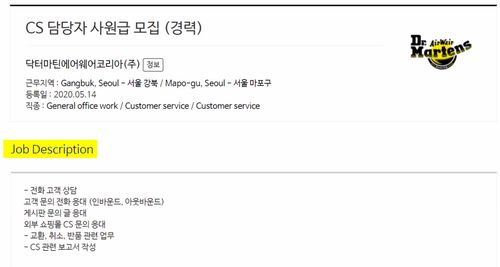 CS 담당자 사원급 모집 (경력)
Dr. AirWair Martens
닥터마틴에어웨어코리아(주) 정보
근무지역 : Gangbuk, Seoul - 서울 강북 / Mapo-gu, Seoul - 서울 마포구
등록일 : 2020.05.14
직종 : General office work / Customer service / Customer service
Job Description
- 전화 고객 상담
고객 문의 전화 응대 (인바운드, 아웃바운드)
게시판 문의 글 응대
외부 쇼핑몰 CS 문의 응대
- 교환, 취소, 반품 관련 업무
- CS 관련 보고서 작성